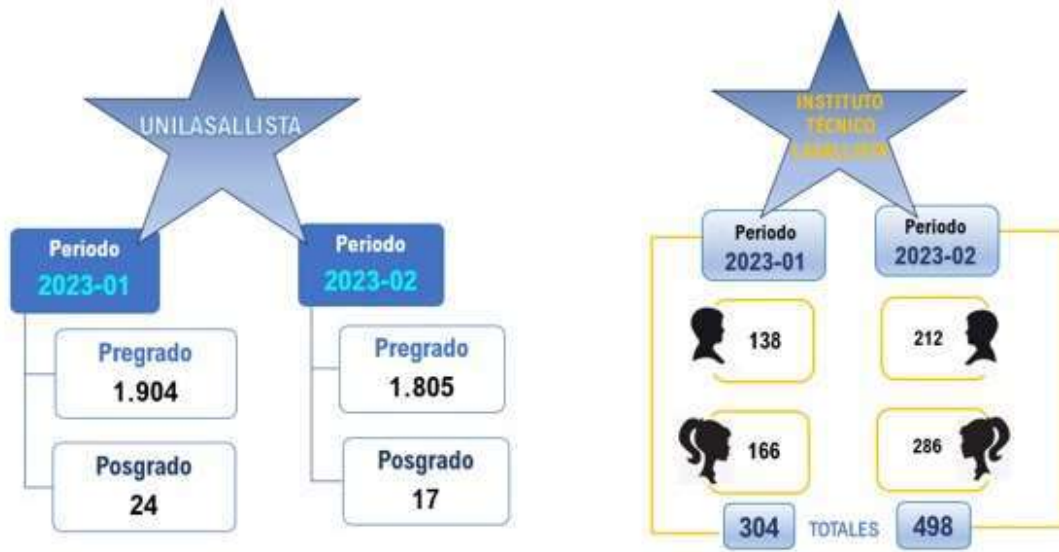 UNILASALLISTA
Periodo
2023-01
Pregrado
1.904
Posgrado
24
Periodo
2023-02
Pregrado
1.805
Posgrado
17
INSTITUTO
TÉCNICO
LASALLISTA
Periodo
2023-01
138
166
Periodo
2023-02
212
286
304 TOTALES 498